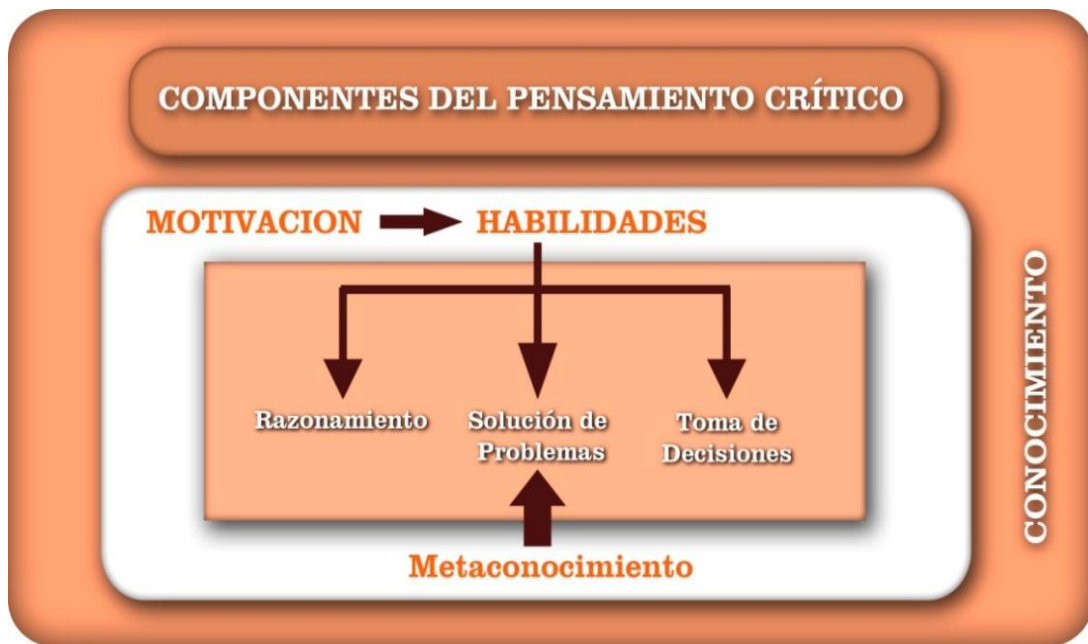 COMPONENTES DEL PENSAMIENTO CRÍTICO
MOTIVACION
HABILIDADES
Razonamiento
Solución de
Problemas
Toma de
Decisiones
Metaconocimiento
CONOCIMIENTO